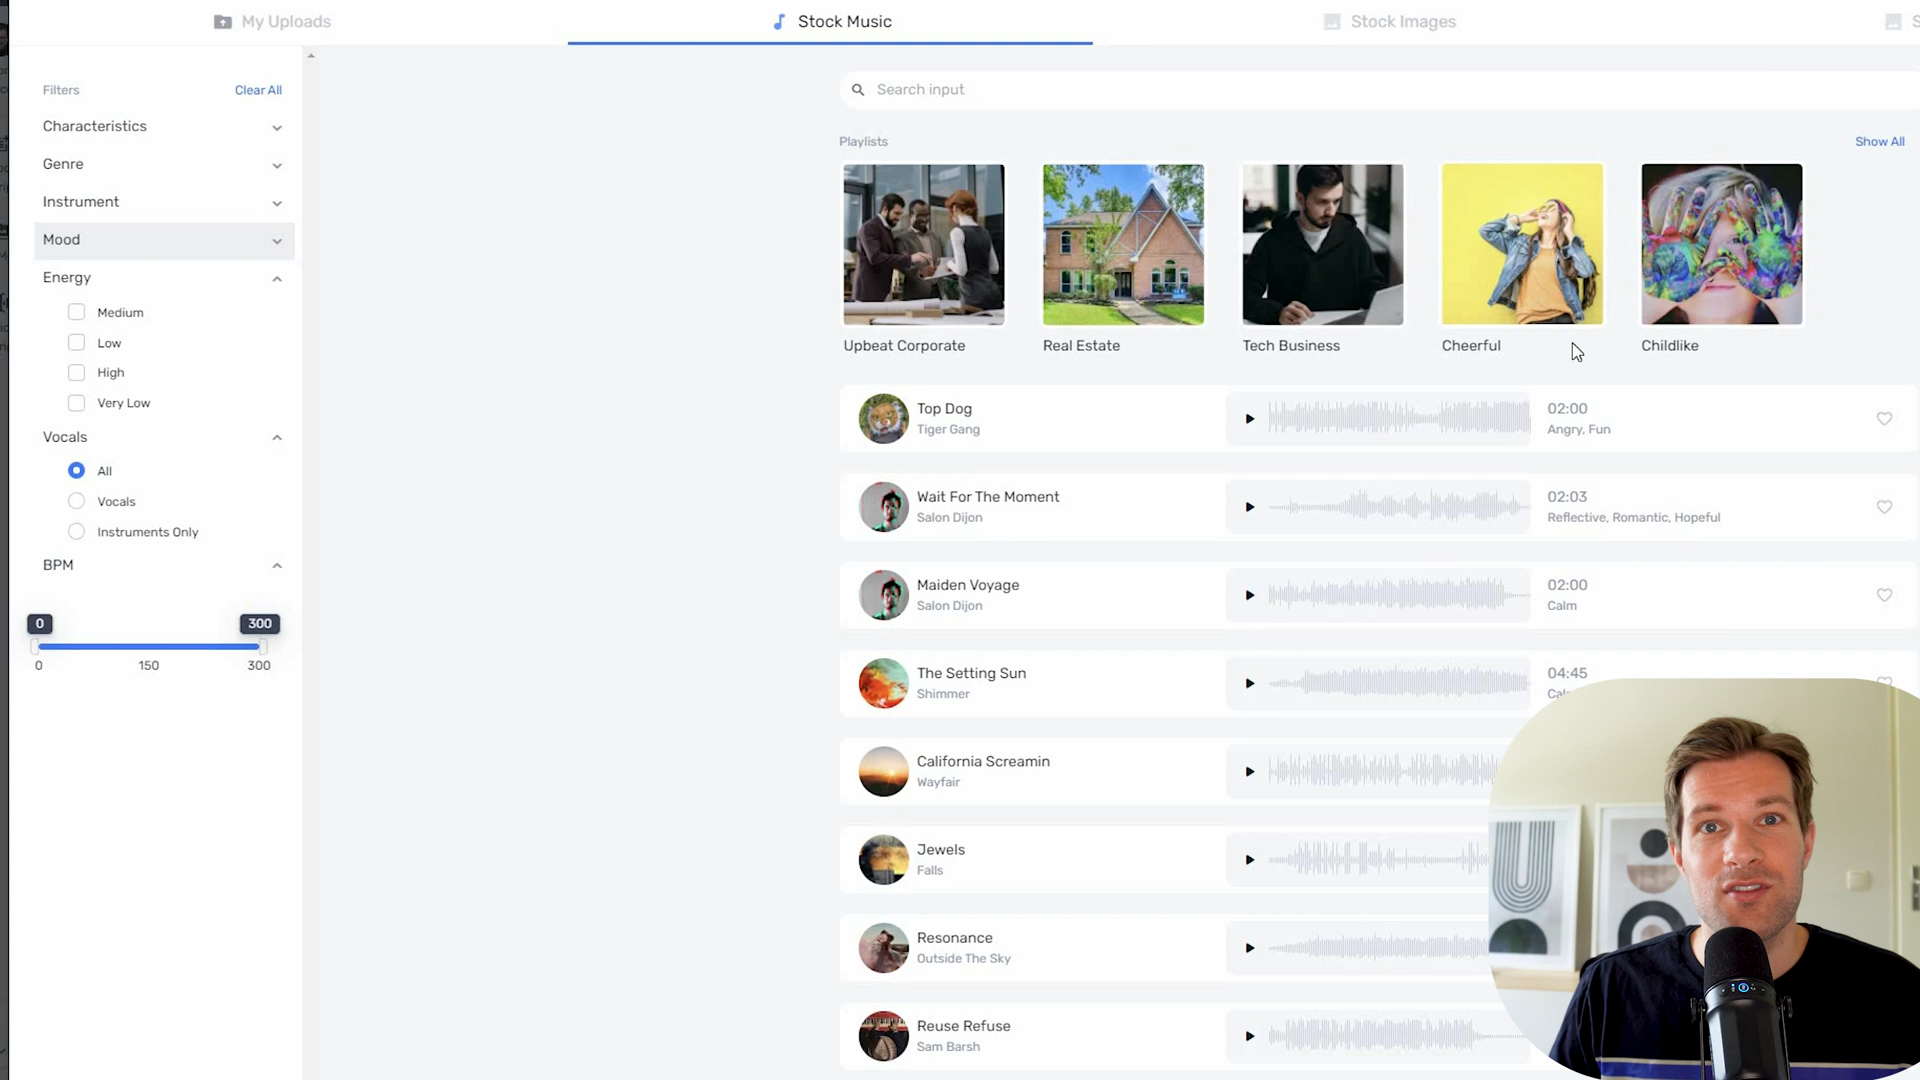 My Uploads
Stock Music
Stock Images
Filters
Clear All
Characteristics
Genre
Instrument
Mood
Energy
Medium
Low
High
Very Low
Vocals
All
Vocals
Instruments Only
BPM
0
300
0
150
300
Search input
Playlists
Show All
Upbeat Corporate
Real Estate
Tech Business
Cheerful
Childlike
Top Dog
Tiger Gang
02:00
Angry, Fun
Wait For The Moment
Salon Dijon
02:03
Reflective, Romantic, Hopeful
Maiden Voyage
Salon Dijon
02:00
Calm
The Setting Sun
Shimmer
04:45
California Screamin
Wayfair
Jewels
Falls
Resonance
Outside The Sky
Reuse Refuse
Sam Barsh